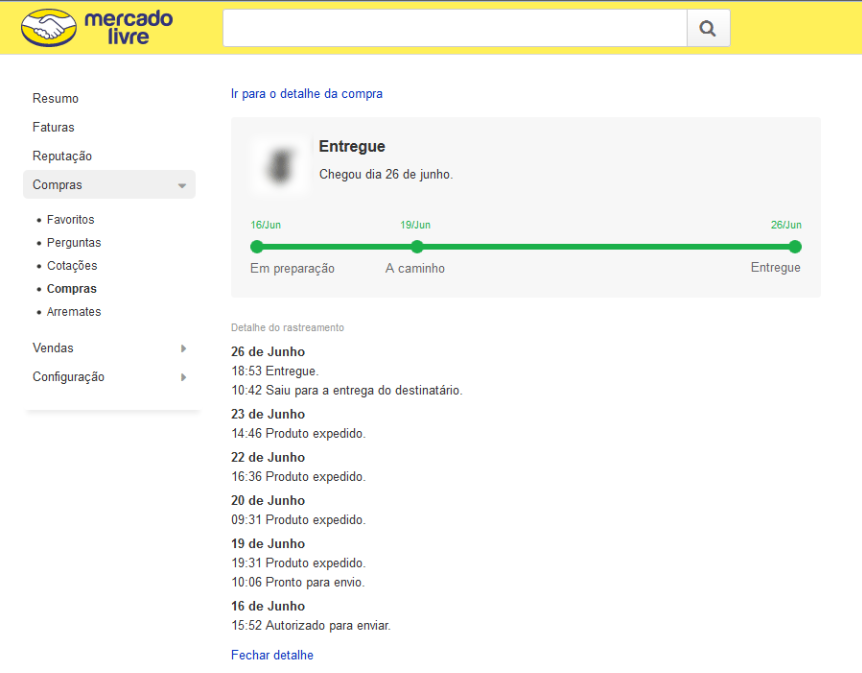 mercado
livre
Resumo
Faturas
Reputação
Compras
Favoritos
Perguntas
Cotações
Compras
Arremates
Vendas
Configuração
Ir para o detalhe da compra
Entregue
Chegou dia 26 de junho.
16/Jun 19/Jun 26/Jun
Em preparação A caminho Entregue
Detalhe do rastreamento
26 de Junho
18:53 Entregue.
10:42 Saiu para a entrega do destinatário.
23 de Junho
14:46 Produto expedido.
22 de Junho
16:36 Produto expedido.
20 de Junho
09:31 Produto expedido.
19 de Junho
19:31 Produto expedido.
10:06 Pronto para envio.
16 de Junho
15:52 Autorizado para enviar.
Fechar detalhe